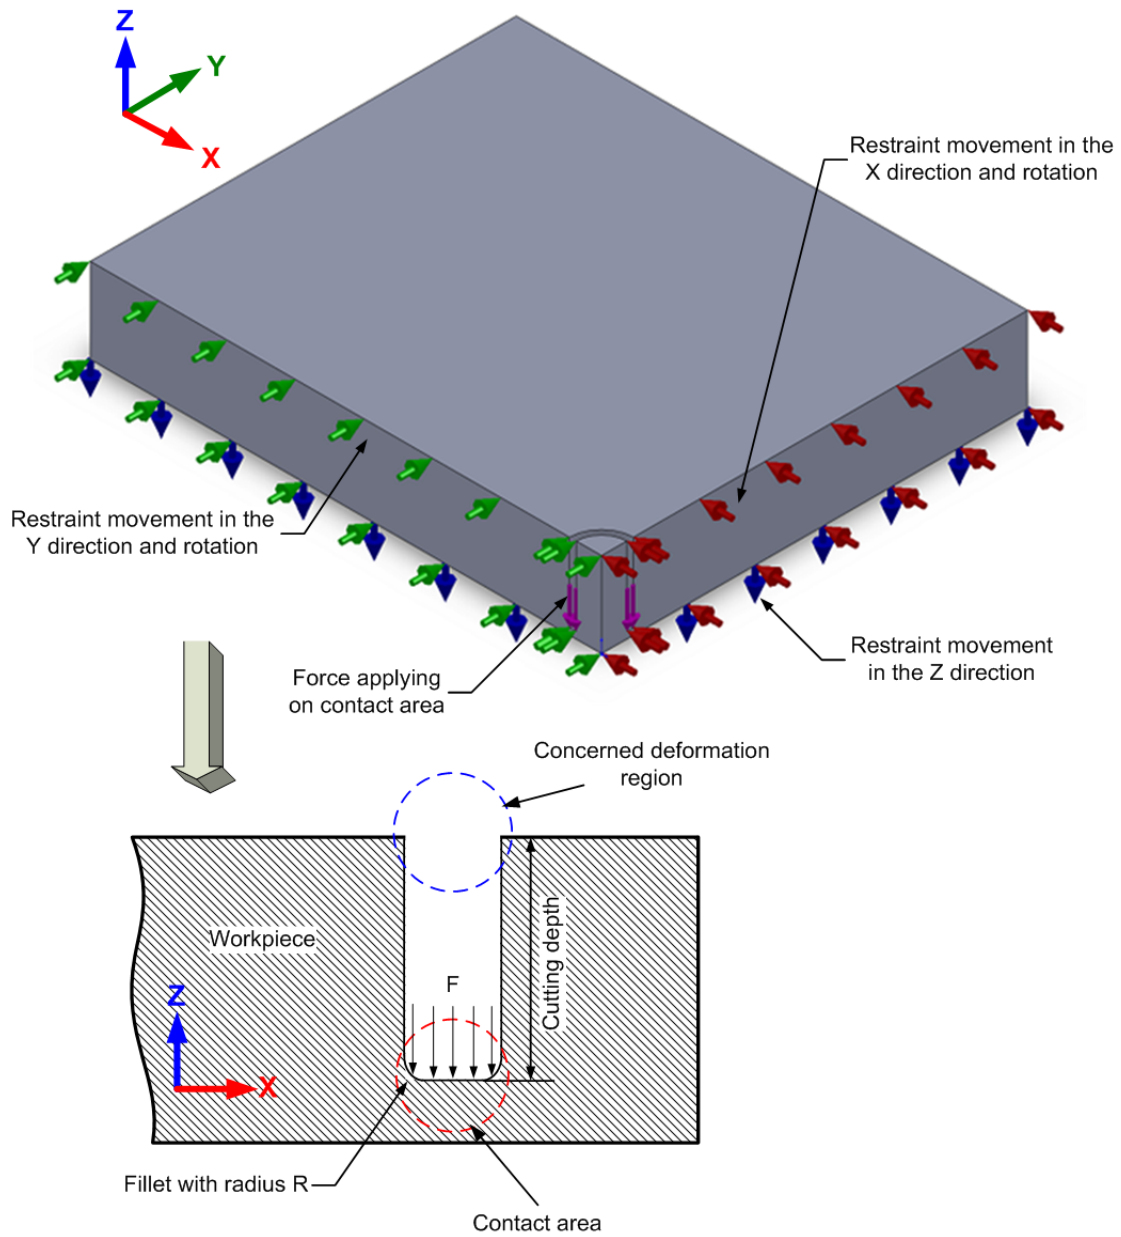 Z
Y
X
Restraint movement in the
X direction and rotation
Restraint movement in the
Y direction and rotation
Force applying
on contact area
Restraint movement
in the Z direction
Concerned deformation
region
Workpiece
Cutting depth
F
Z
X
Fillet with radius R
Contact area